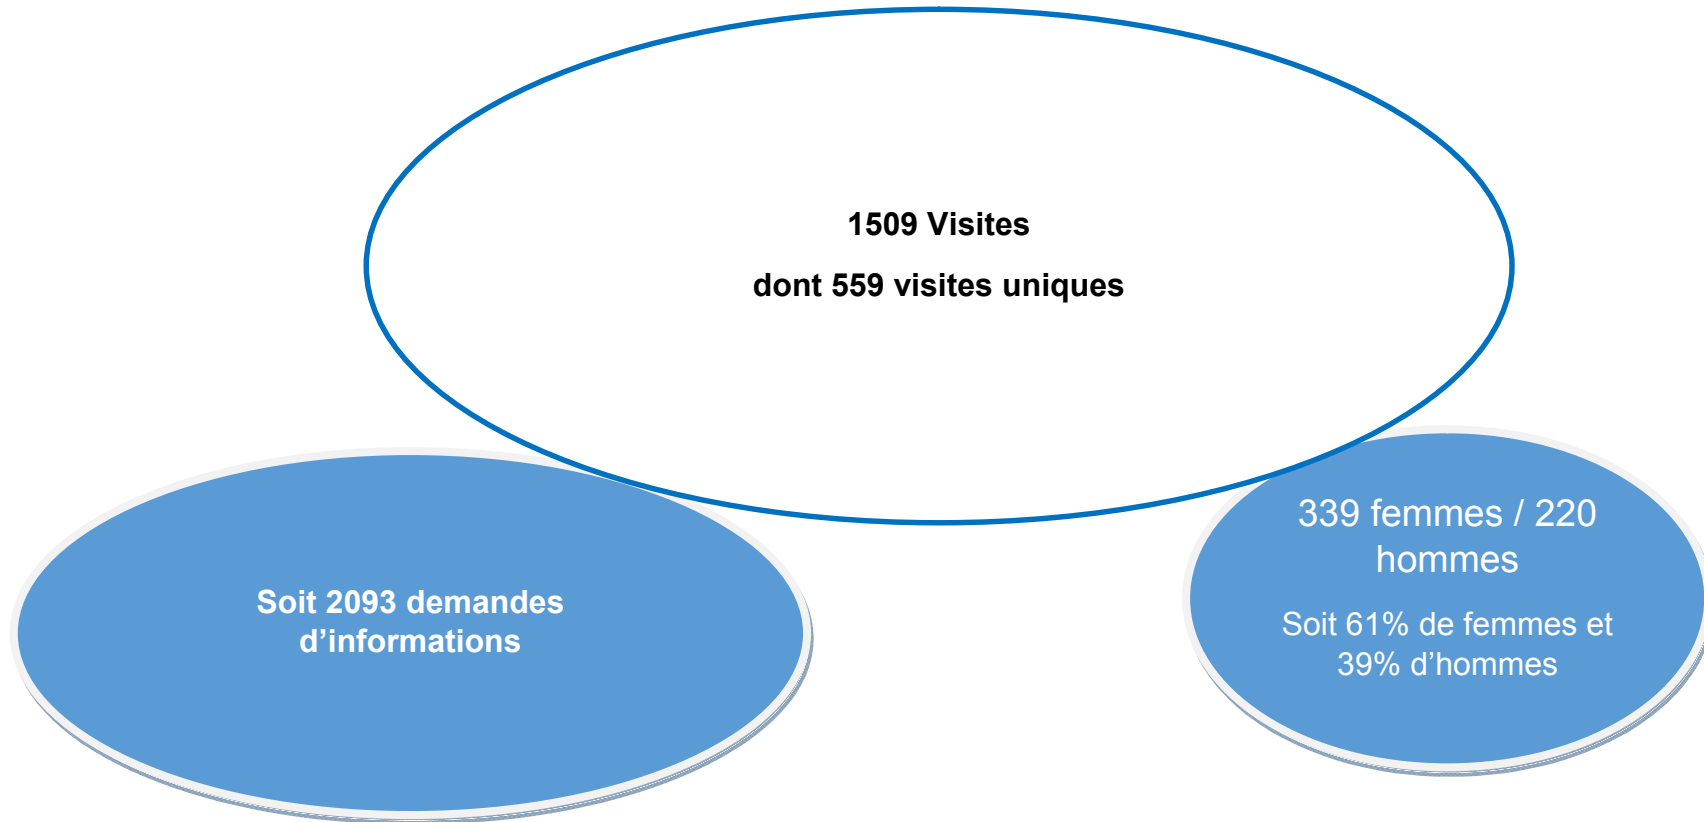 1509 Visites
dont 559 visites uniques
Soit 2093 demandes
d’informations
339 femmes / 220
hommes
Soit 61% de femmes et
39% d’hommes